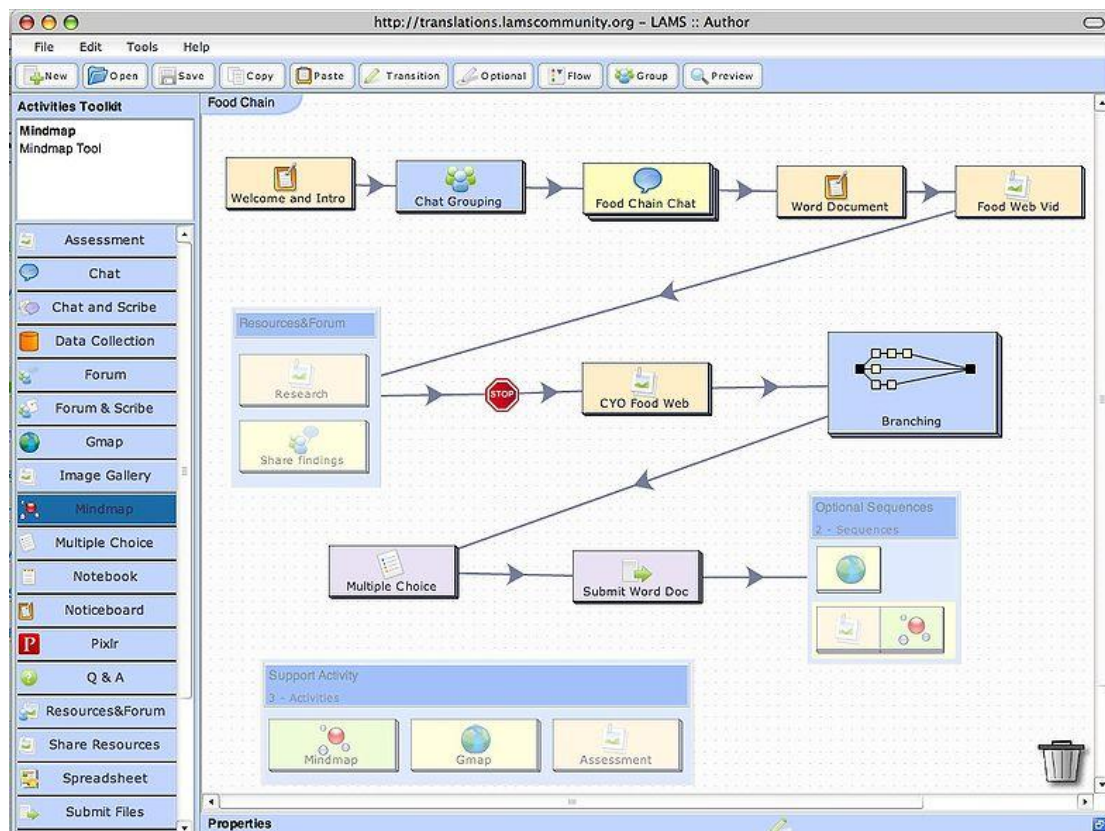 http://translations.lamscommunity.org - LAMS :: Author
File Edit Tools Help
New Open Save Copy Paste Transition Optional Flow Group Preview
Activities Toolkit
Mindmap
Mindmap Tool
Assessment
Chat
Chat and Scribe
Data Collection
Forum
Forum & Scribe
Gmap
Image Gallery
Mindmap
Multiple Choice
Notebook
Noticeboard
P Pixlr
Q & A
Resources&Forum
Share Resources
Spreadsheet
Submit Files
Food Chain
Welcome and Intro
Chat Grouping
Food Chain Chat
Word Document
Food Web Vid
Resources&Forum
Research
Share findings
STOP
CYO Food Web
Branching
Multiple Choice
Submit Word Doc
Optional Sequences
2 - Sequences
Support Activity
3 - Activities
Mindmap
Gmap
Assessment
Properties